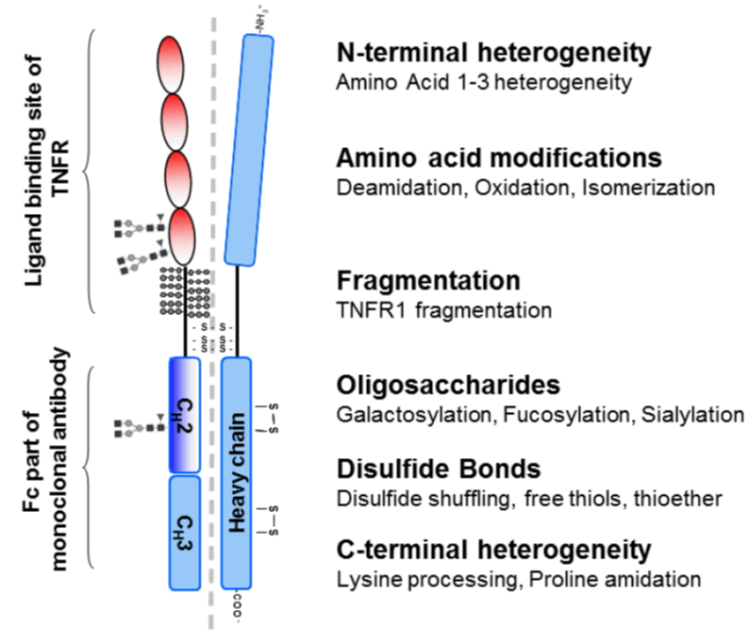 Ligand binding site of
TNFR
Fc part of
monoclonal antibody
-NH3+
- S S -
- S S -
- S S -
CH2
CH3
Heavy chain
—S
—S
—S
—S
-COO-
N-terminal heterogeneity
Amino Acid 1-3 heterogeneity
Amino acid modifications
Deamidation, Oxidation, Isomerization
Fragmentation
TNFR1 fragmentation
Oligosaccharides
Galactosylation, Fucosylation, Sialylation
Disulfide Bonds
Disulfide shuffling, free thiols, thioether
C-terminal heterogeneity
Lysine processing, Proline amidation